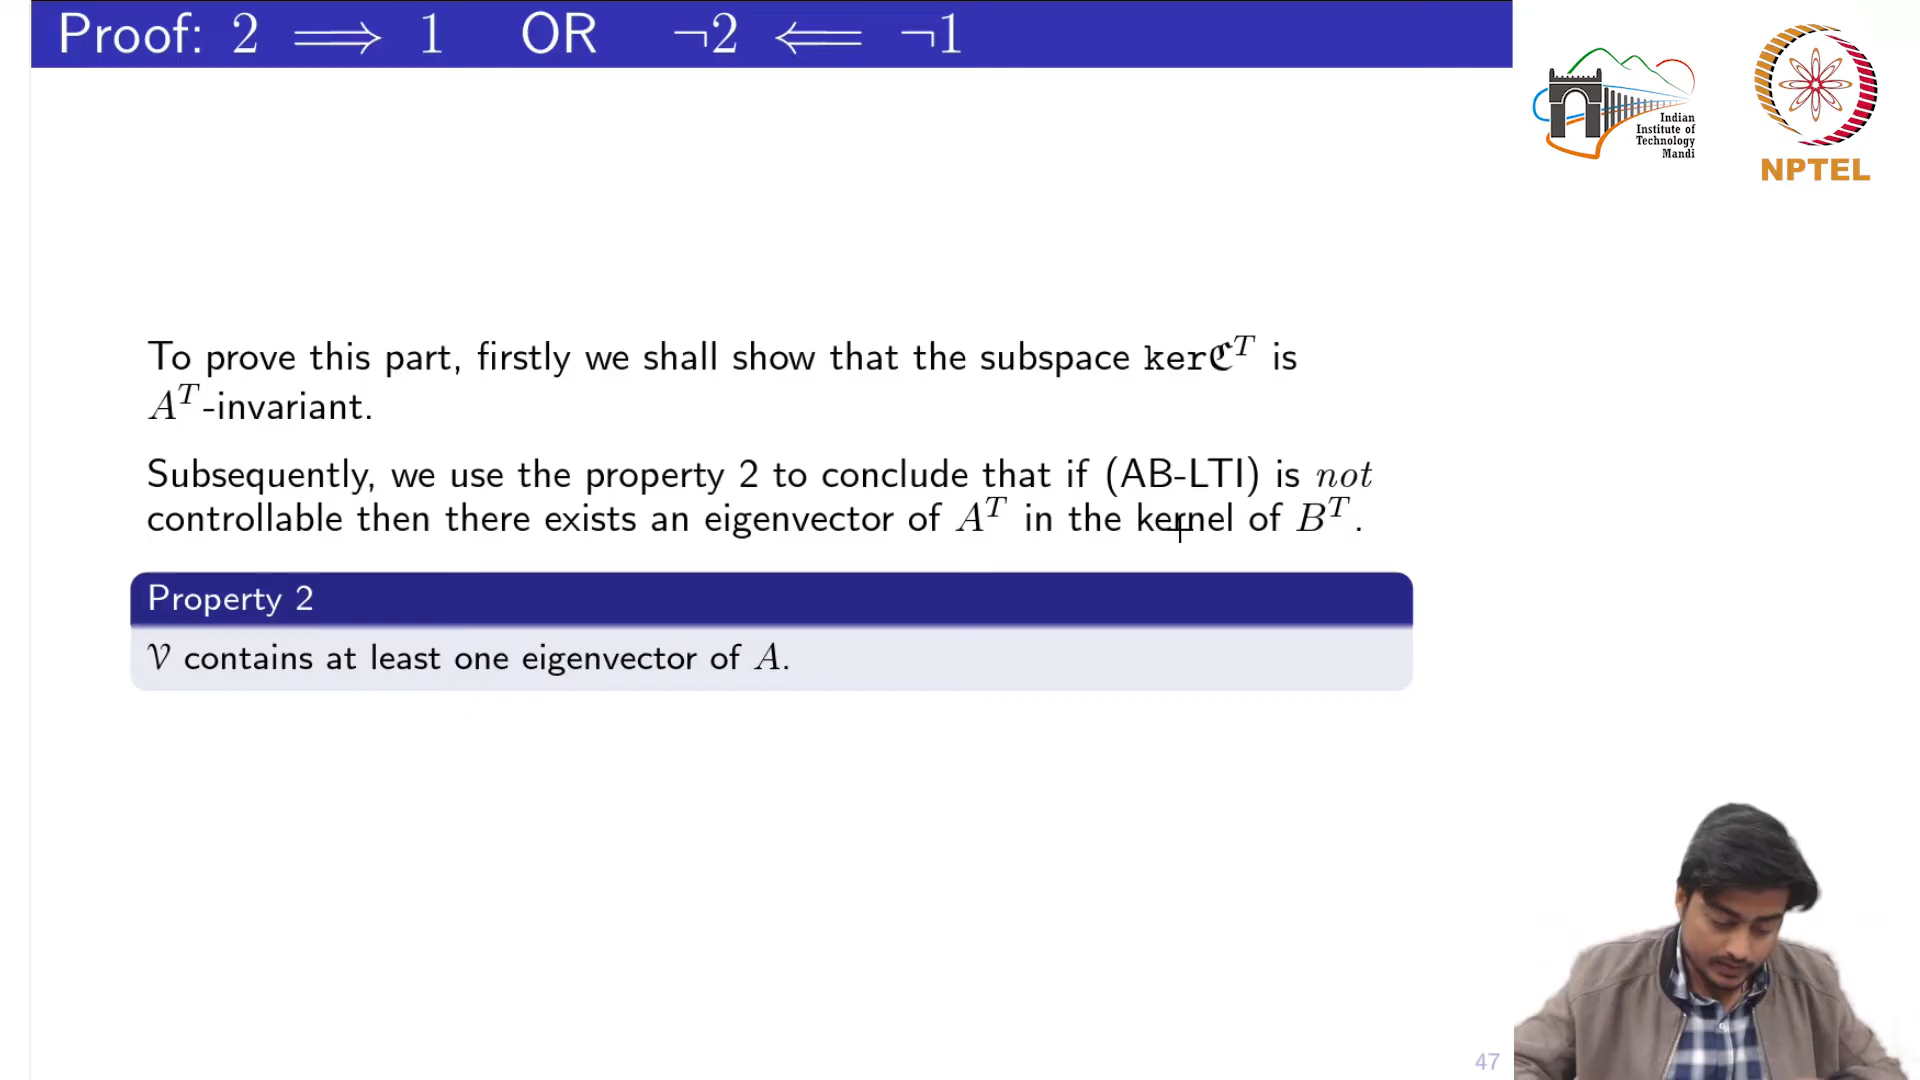 Proof: 2 ⟹ 1 OR ¬2 ⟸ ¬1
Indian
Institute of
Technology
Mandi
NPTEL
To prove this part, firstly we shall show that the subspace kerℭ^T is
A^T-invariant.
Subsequently, we use the property 2 to conclude that if (AB-LTI) is not
controllable then there exists an eigenvector of A^T in the kernel of B^T.
Property 2
𝒱 contains at least one eigenvector of A.
47